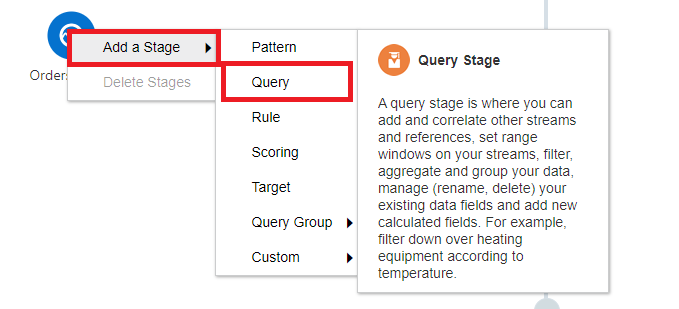 Add a Stage
Orders
Delete Stages
Pattern
Query
Rule
Scoring
Target
Query Group
Custom
Query Stage
A query stage is where you can
add and correlate other streams
and references, set range
windows on your streams, filter,
aggregate and group your data,
manage (rename, delete) your
existing data fields and add new
calculated fields. For example,
filter down over heating
equipment according to
temperature.